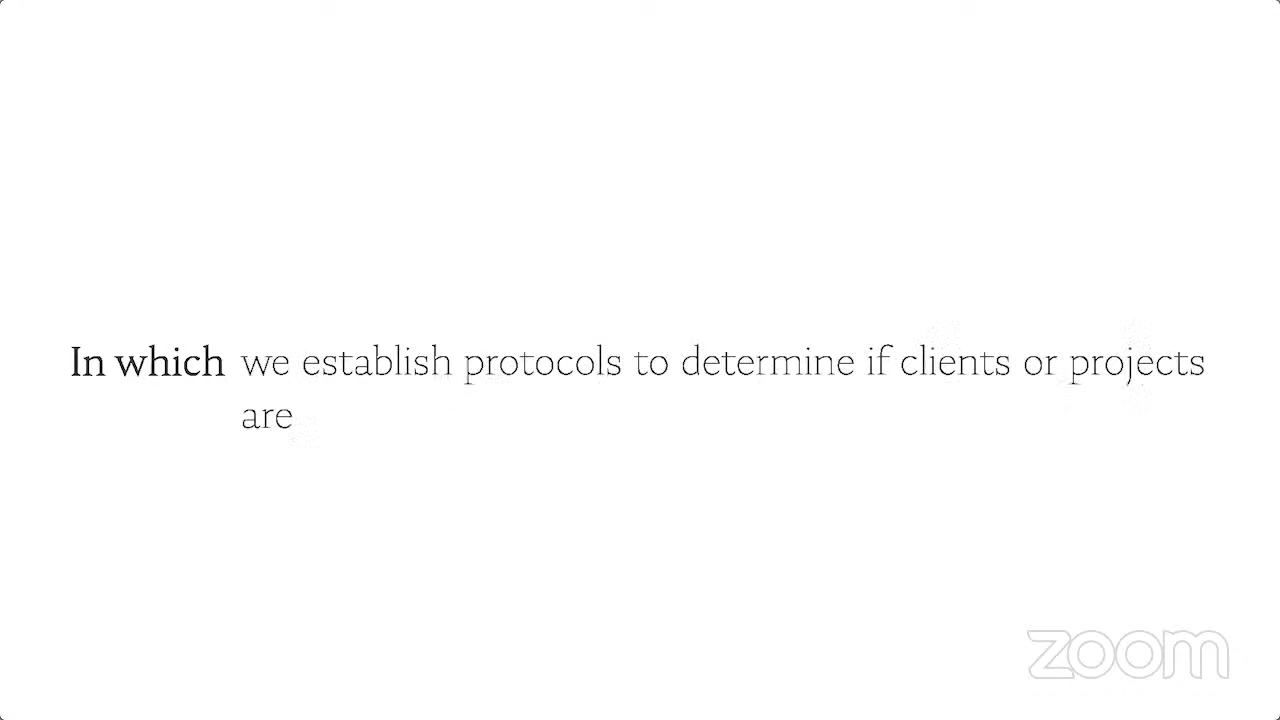 In which we establish protocols to determine if clients or projects
are
zoom